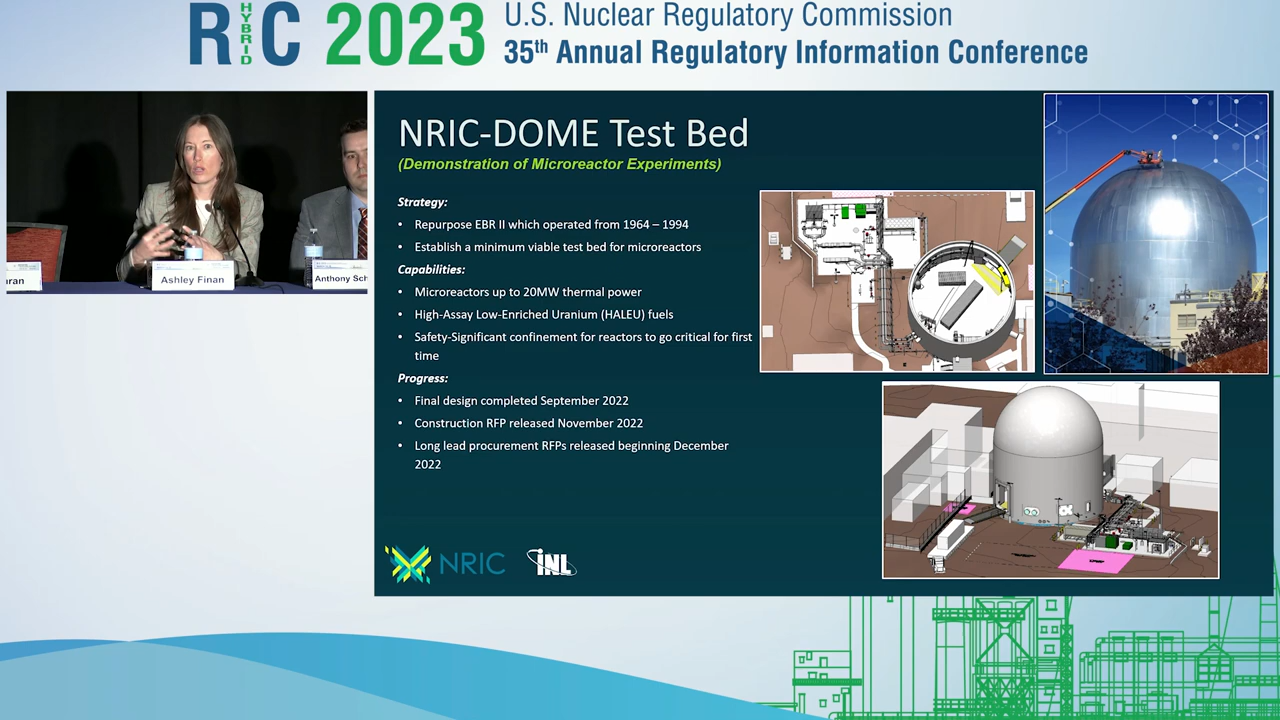 RIC HYBRID 2023
U.S. Nuclear Regulatory Commission
35th Annual Regulatory Information Conference
Ashley Finan
Anthony Sch
NRIC-DOME Test Bed
(Demonstration of Microreactor Experiments)
Strategy:
• Repurpose EBR II which operated from 1964 – 1994
• Establish a minimum viable test bed for microreactors
Capabilities:
• Microreactors up to 20MW thermal power
• High-Assay Low-Enriched Uranium (HALEU) fuels
• Safety-Significant confinement for reactors to go critical for first
time
Progress:
• Final design completed September 2022
• Construction RFP released November 2022
• Long lead procurement RFPs released beginning December
2022
NRIC
INL